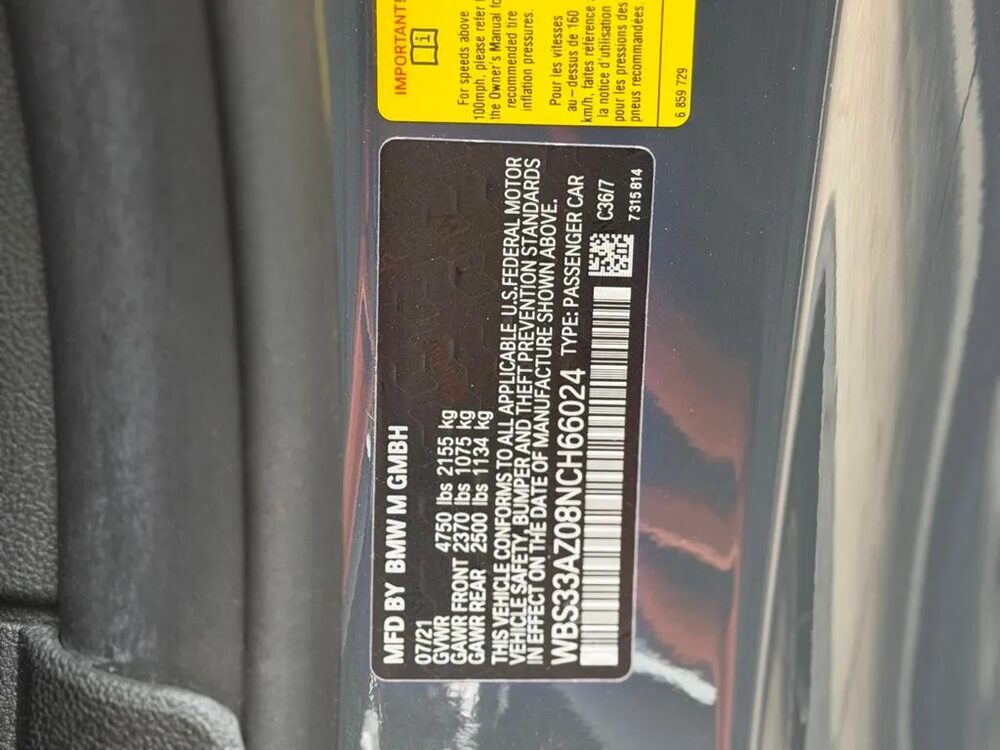 MFD BY BMW M GMBH
07/21
GVWR 4750 lbs 2155 kg
GAWR FRONT 2370 lbs 1075 kg
GAWR REAR 2500 lbs 1134 kg
THIS VEHICLE CONFORMS TO ALL APPLICABLE U.S.FEDERAL MOTOR
VEHICLE SAFETY, BUMPER AND THEFT PREVENTION STANDARDS
IN EFFECT ON THE DATE OF MANUFACTURE SHOWN ABOVE.
WBS33AZ08NCH66024 TYPE: PASSENGER CAR
C36/7
7 315 814
IMPORTANT!
For speeds above
100mph, please refer
the Owner's Manual
recommended tire
inflation pressures.
Pour les vitesses
au-dessus de 160
km/h, faites référence
la notice d'utilisation
pour les pressions des
pneus recommandées.
6 859 729